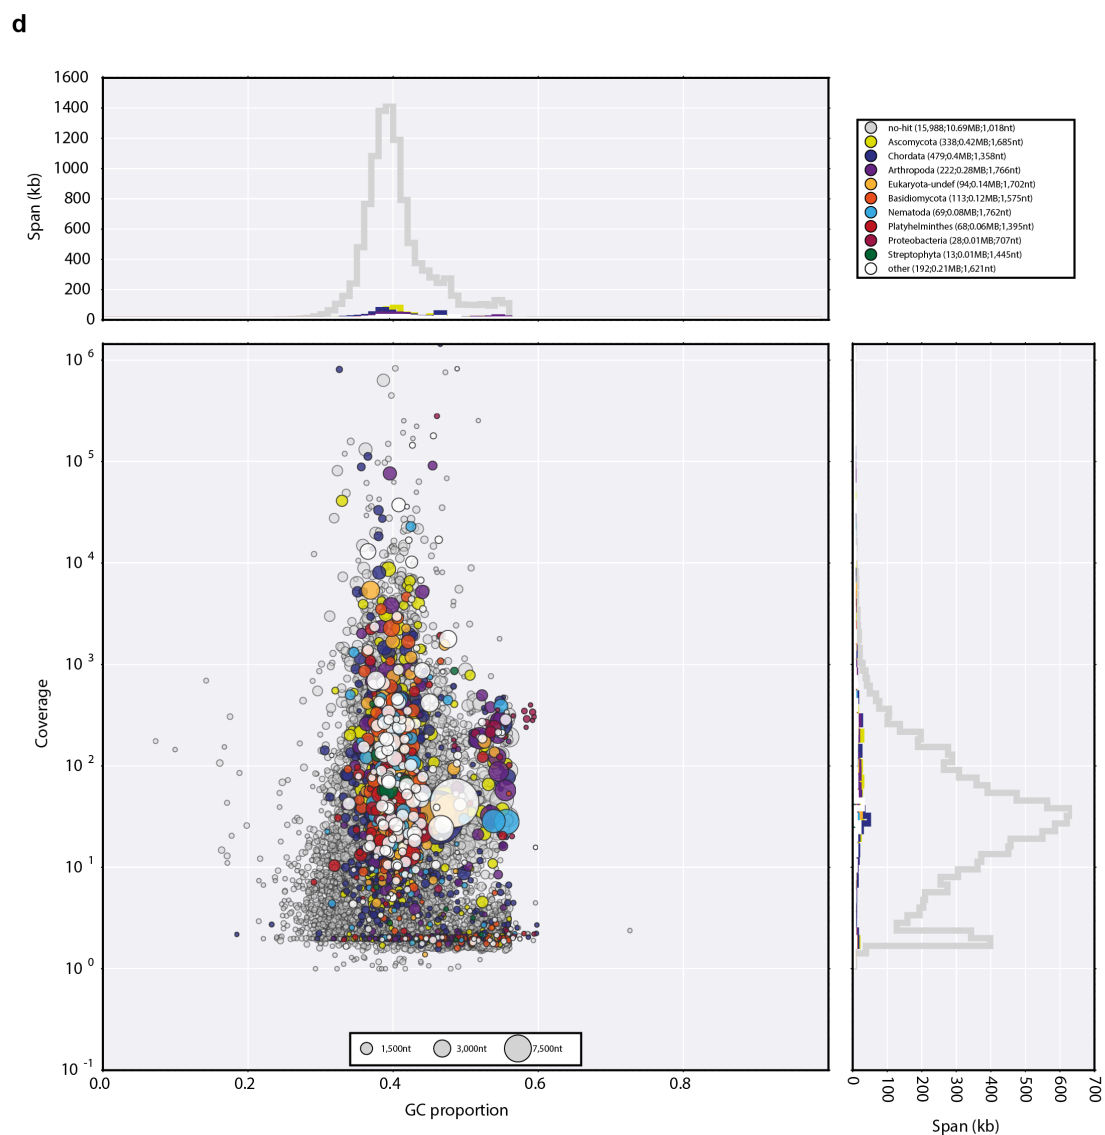 d
1600
1400
1200
1000
800
600
400
200
0
Span (kb)
no-hit (15,988;10.69MB;1,018nt)
Ascomycota (338;0.42MB;1,685nt)
Chordata (479;0.4MB;1,358nt)
Arthropoda (222;0.28MB;1,766nt)
Eukaryota-undef (94;0.14MB;1,702nt)
Basidiomycota (113;0.12MB;1,575nt)
Nematoda (69;0.08MB;1,762nt)
Platyhelminthes (68;0.06MB;1,395nt)
Proteobacteria (28;0.01MB;707nt)
Streptophyta (13;0.01MB;1,445nt)
other (192;0.21MB;1,621nt)
10 6
10 5
10 4
10 3
10 2
10 1
10 0
10 -1
Coverage
1,500nt 3,000nt 7,500nt
0.0 0.2 0.4 0.6 0.8
GC proportion
0 100 200 300 400 500 600 700
Span (kb)